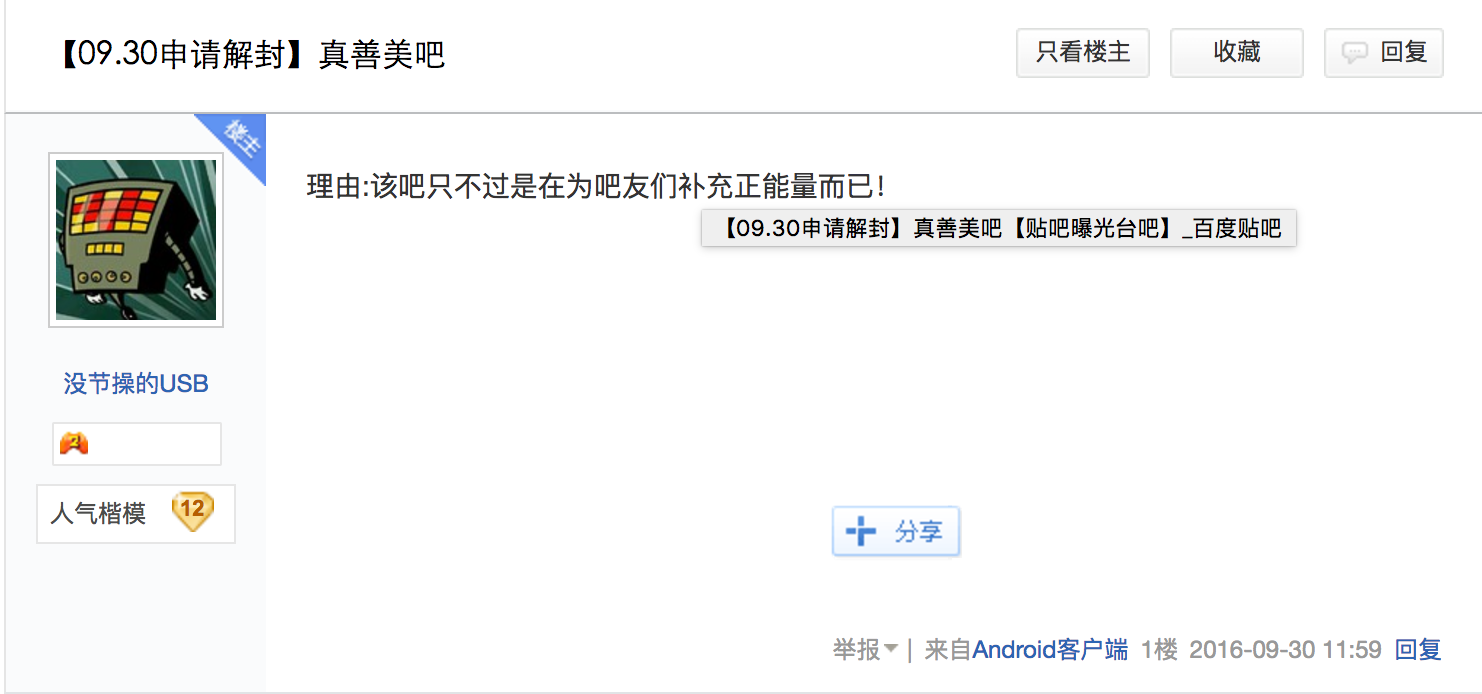 【09.30申请解封】真善美吧
只看楼主
收藏
回复
楼主
理由:该吧只不过是在为吧友们补充正能量而已!
【09.30申请解封】真善美吧【贴吧曝光台吧】_百度贴吧
没节操的USB
2
人气楷模 12
分享
举报 | 来自Android客户端 1楼 2016-09-30 11:59 回复